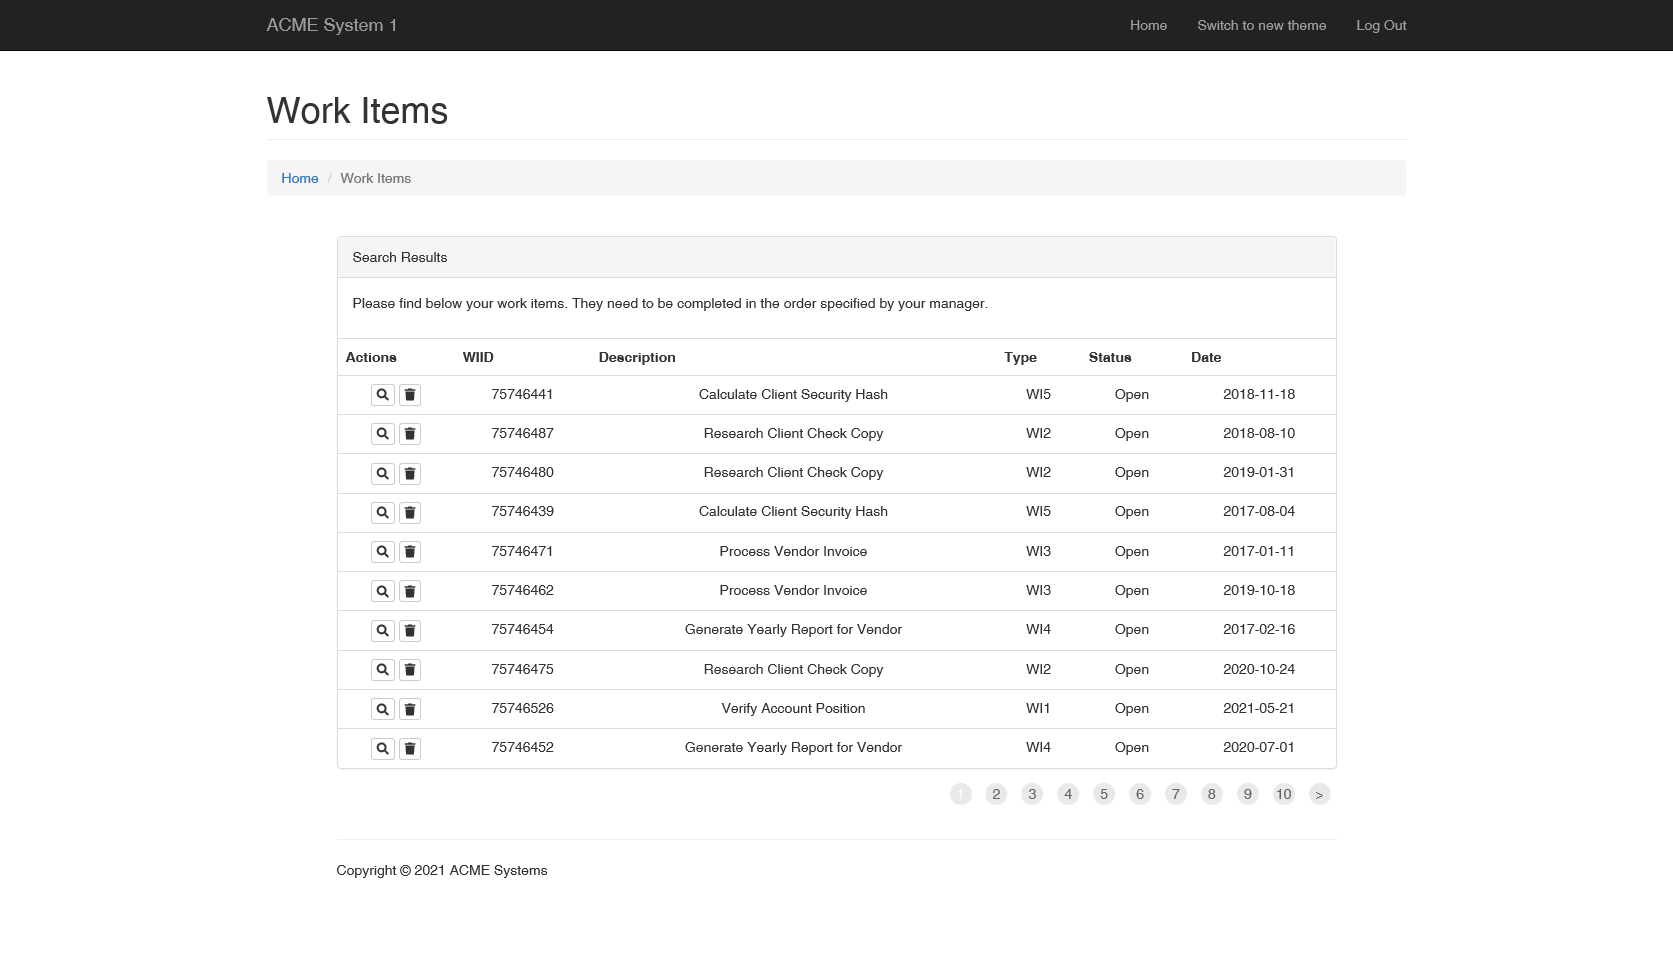 ACME System 1 Home Switch to new theme Log Out
Work Items
Home / Work Items
Search Results
Please find below your work items. They need to be completed in the order specified by your manager.
Actions WIID Description Type Status Date
75746441 Calculate Client Security Hash WI5 Open 2018-11-18
75746487 Research Client Check Copy WI2 Open 2018-08-10
75746480 Research Client Check Copy WI2 Open 2019-01-31
75746439 Calculate Client Security Hash WI5 Open 2017-08-04
75746471 Process Vendor Invoice WI3 Open 2017-01-11
75746462 Process Vendor Invoice WI3 Open 2019-10-18
75746454 Generate Yearly Report for Vendor WI4 Open 2017-02-16
75746475 Research Client Check Copy WI2 Open 2020-10-24
75746526 Verify Account Position WI1 Open 2021-05-21
75746452 Generate Yearly Report for Vendor WI4 Open 2020-07-01
1 2 3 4 5 6 7 8 9 10 >
Copyright © 2021 ACME Systems